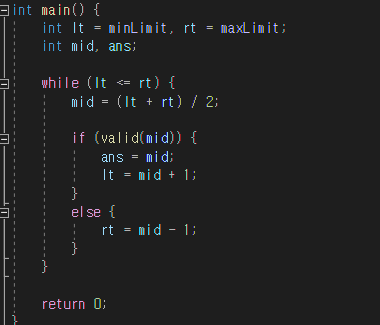 int main() {
int lt = minLimit, rt = maxLimit;
int mid, ans;
while (lt <= rt) {
mid = (lt + rt) / 2;
if (valid(mid)) {
ans = mid;
lt = mid + 1;
}
else {
rt = mid - 1;
}
}
return 0;
}